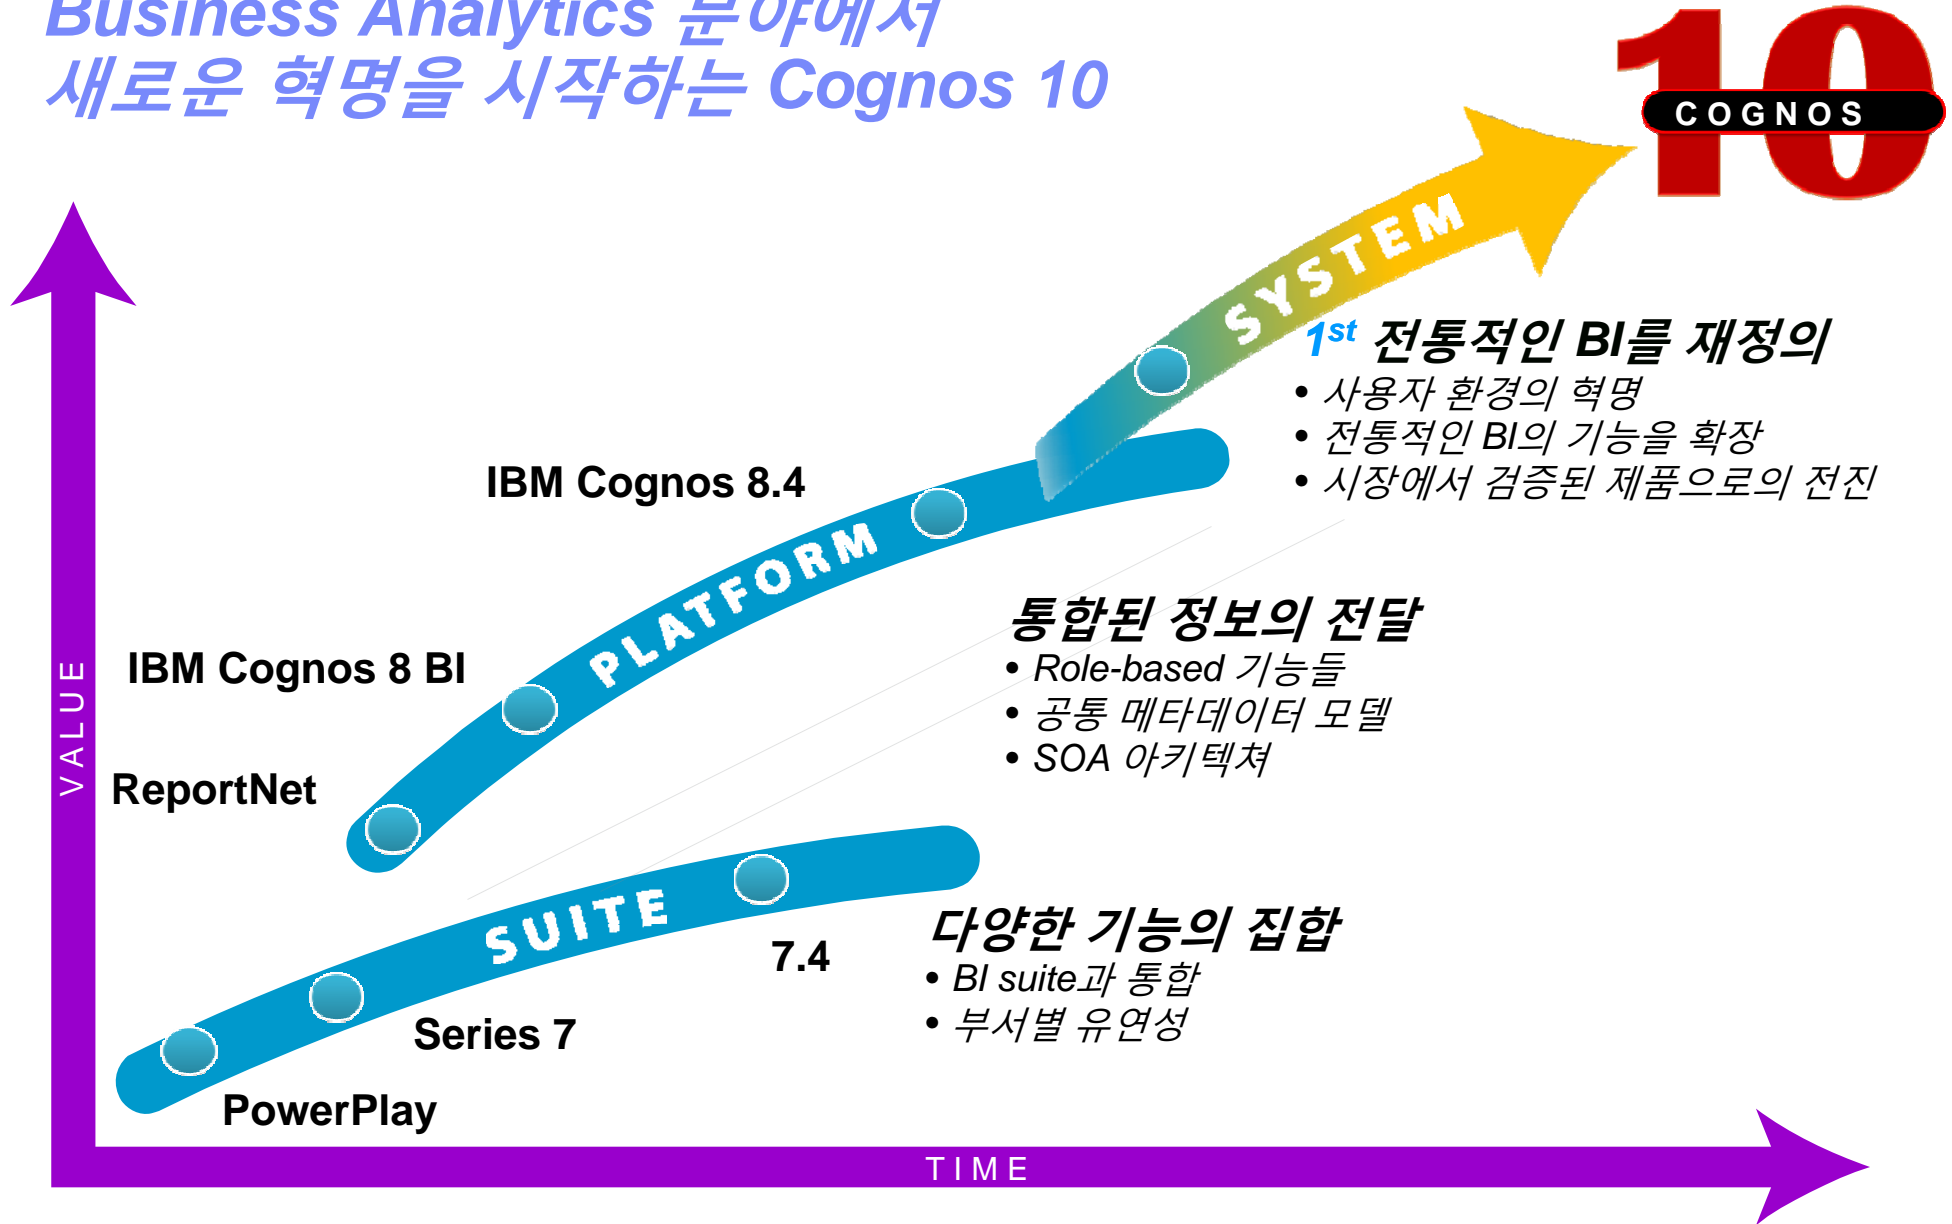 Business Analytics 분야에서
새로운 혁명을 시작하는 Cognos 10
10
COGNOS
SYSTEM
1st 전통적인 BI를 재정의
• 사용자 환경의 혁명
• 전통적인 BI의 기능을 확장
• 시장에서 검증된 제품으로의 전진
IBM Cognos 8.4
PLATFORM
IBM Cognos 8 BI
ReportNet
통합된 정보의 전달
• Role-based 기능들
• 공통 메타데이터 모델
• SOA 아키텍쳐
SUITE
7.4
Series 7
PowerPlay
다양한 기능의 집합
• BI suite과 통합
• 부서별 유연성
VALUE
TIME